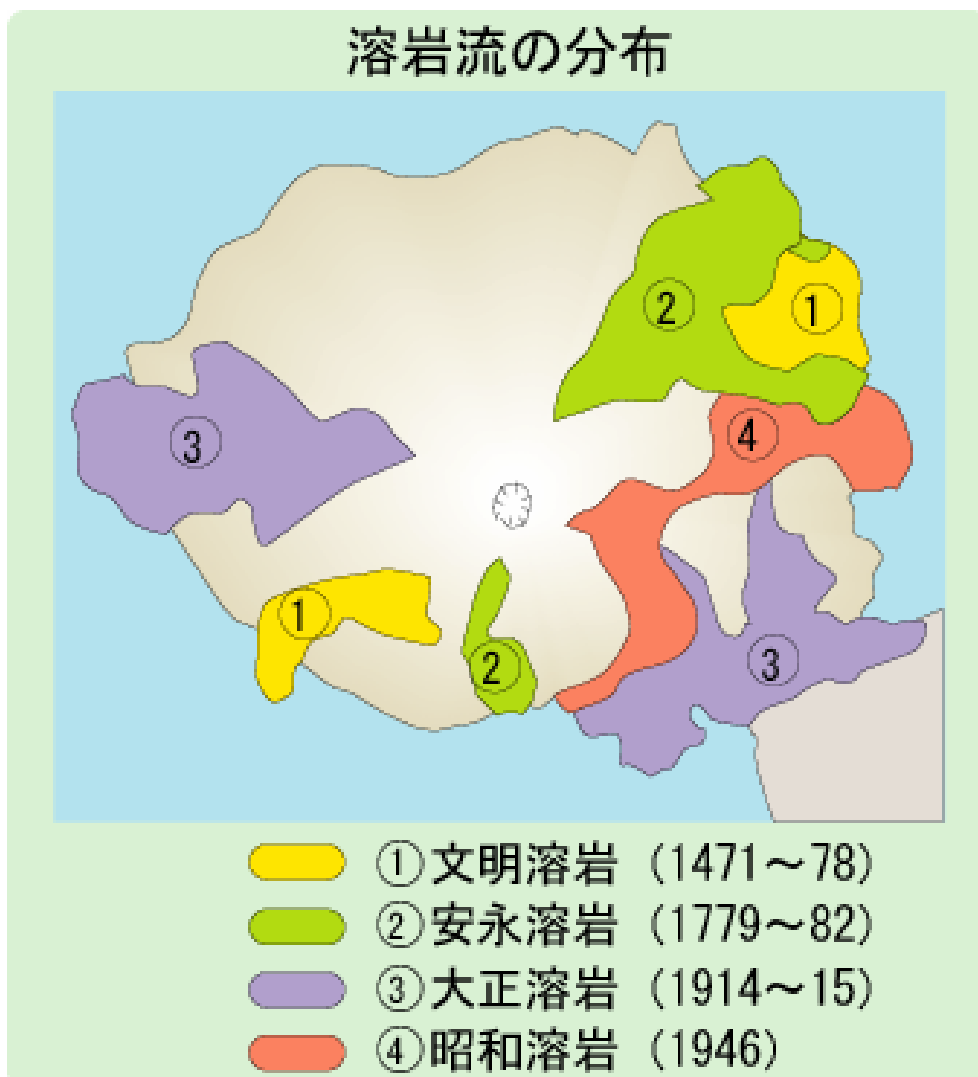 溶岩流の分布
②
①
③
④
①
②
③
①文明溶岩（1471～78）
②安永溶岩（1779～82）
③大正溶岩（1914～15）
④昭和溶岩（1946）